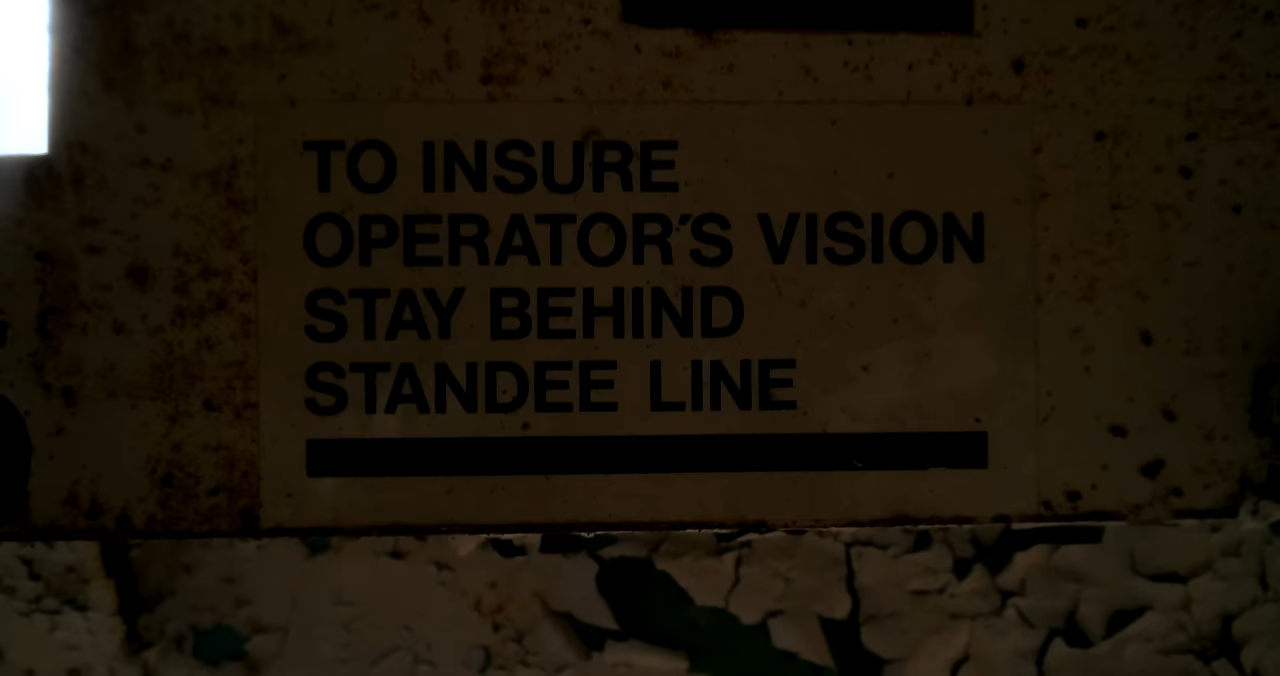 TO INSURE
OPERATOR'S VISION
STAY BEHIND
STANDEE LINE